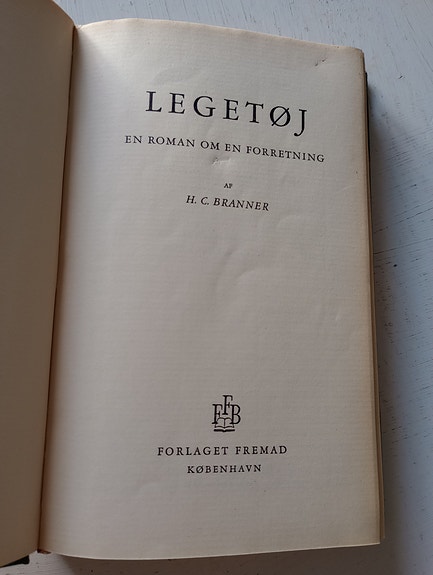 LEGETØJ
EN ROMAN OM EN FORRETNING
AF
H. C. BRANNER
FFB
FORLAGET FREMAD
KØBENHAVN